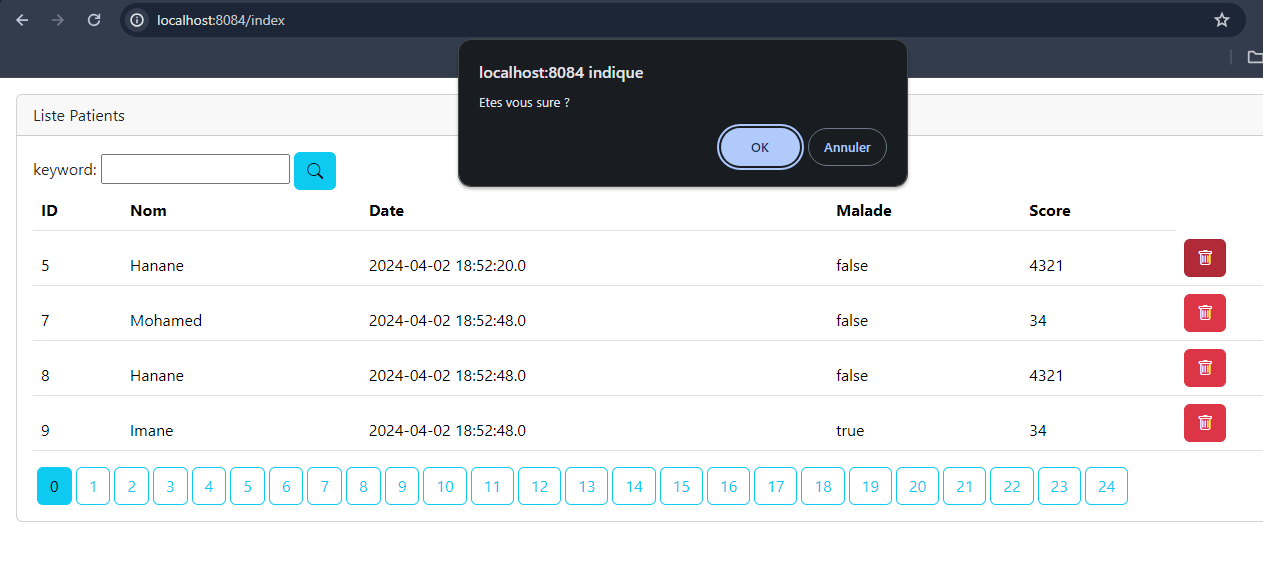 localhost:8084/index
localhost:8084 indique
Etes vous sure ?
OK Annuler
Liste Patients
keyword:
ID Nom Date Malade Score
5 Hanane 2024-04-02 18:52:20.0 false 4321
7 Mohamed 2024-04-02 18:52:48.0 false 34
8 Hanane 2024-04-02 18:52:48.0 false 4321
9 Imane 2024-04-02 18:52:48.0 true 34
0 1 2 3 4 5 6 7 8 9 10 11 12 13 14 15 16 17 18 19 20 21 22 23 24